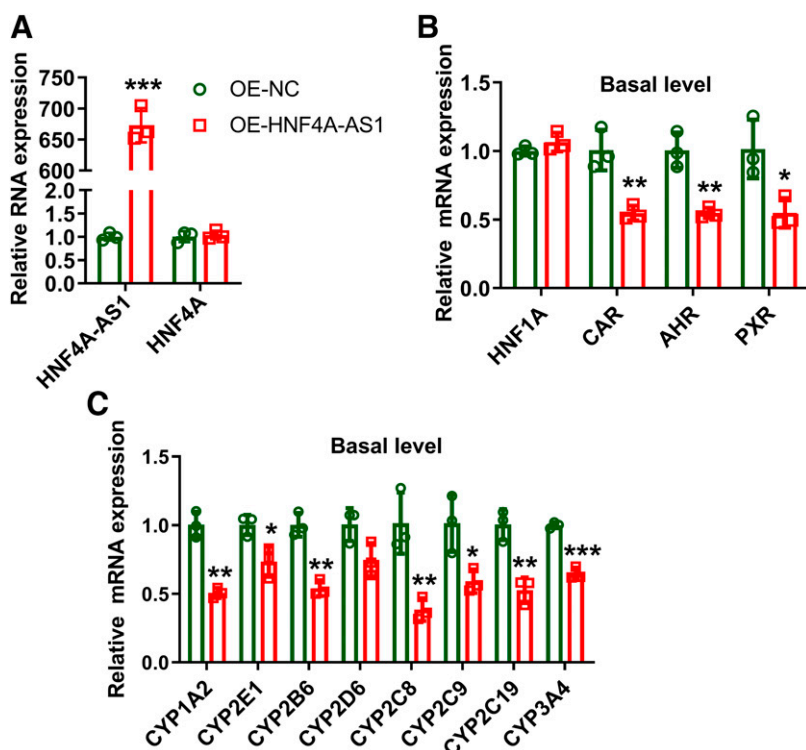 A
Relative RNA expression
750
700
650
600
2.0
1.5
1.0
0.5
0.0
***
OE-NC
OE-HNF4A-AS1
HNF4A-AS1
HNF4A
B
Basal level
Relative mRNA expression
1.5
1.0
0.5
0.0
**
**
*
HNF1A
CAR
AHR
PXR
C
Basal level
Relative mRNA expression
1.5
1.0
0.5
0.0
**
*
**
**
*
**
***
CYP1A2
CYP2E1
CYP2B6
CYP2D6
CYP2C8
CYP2C9
CYP2C19
CYP3A4